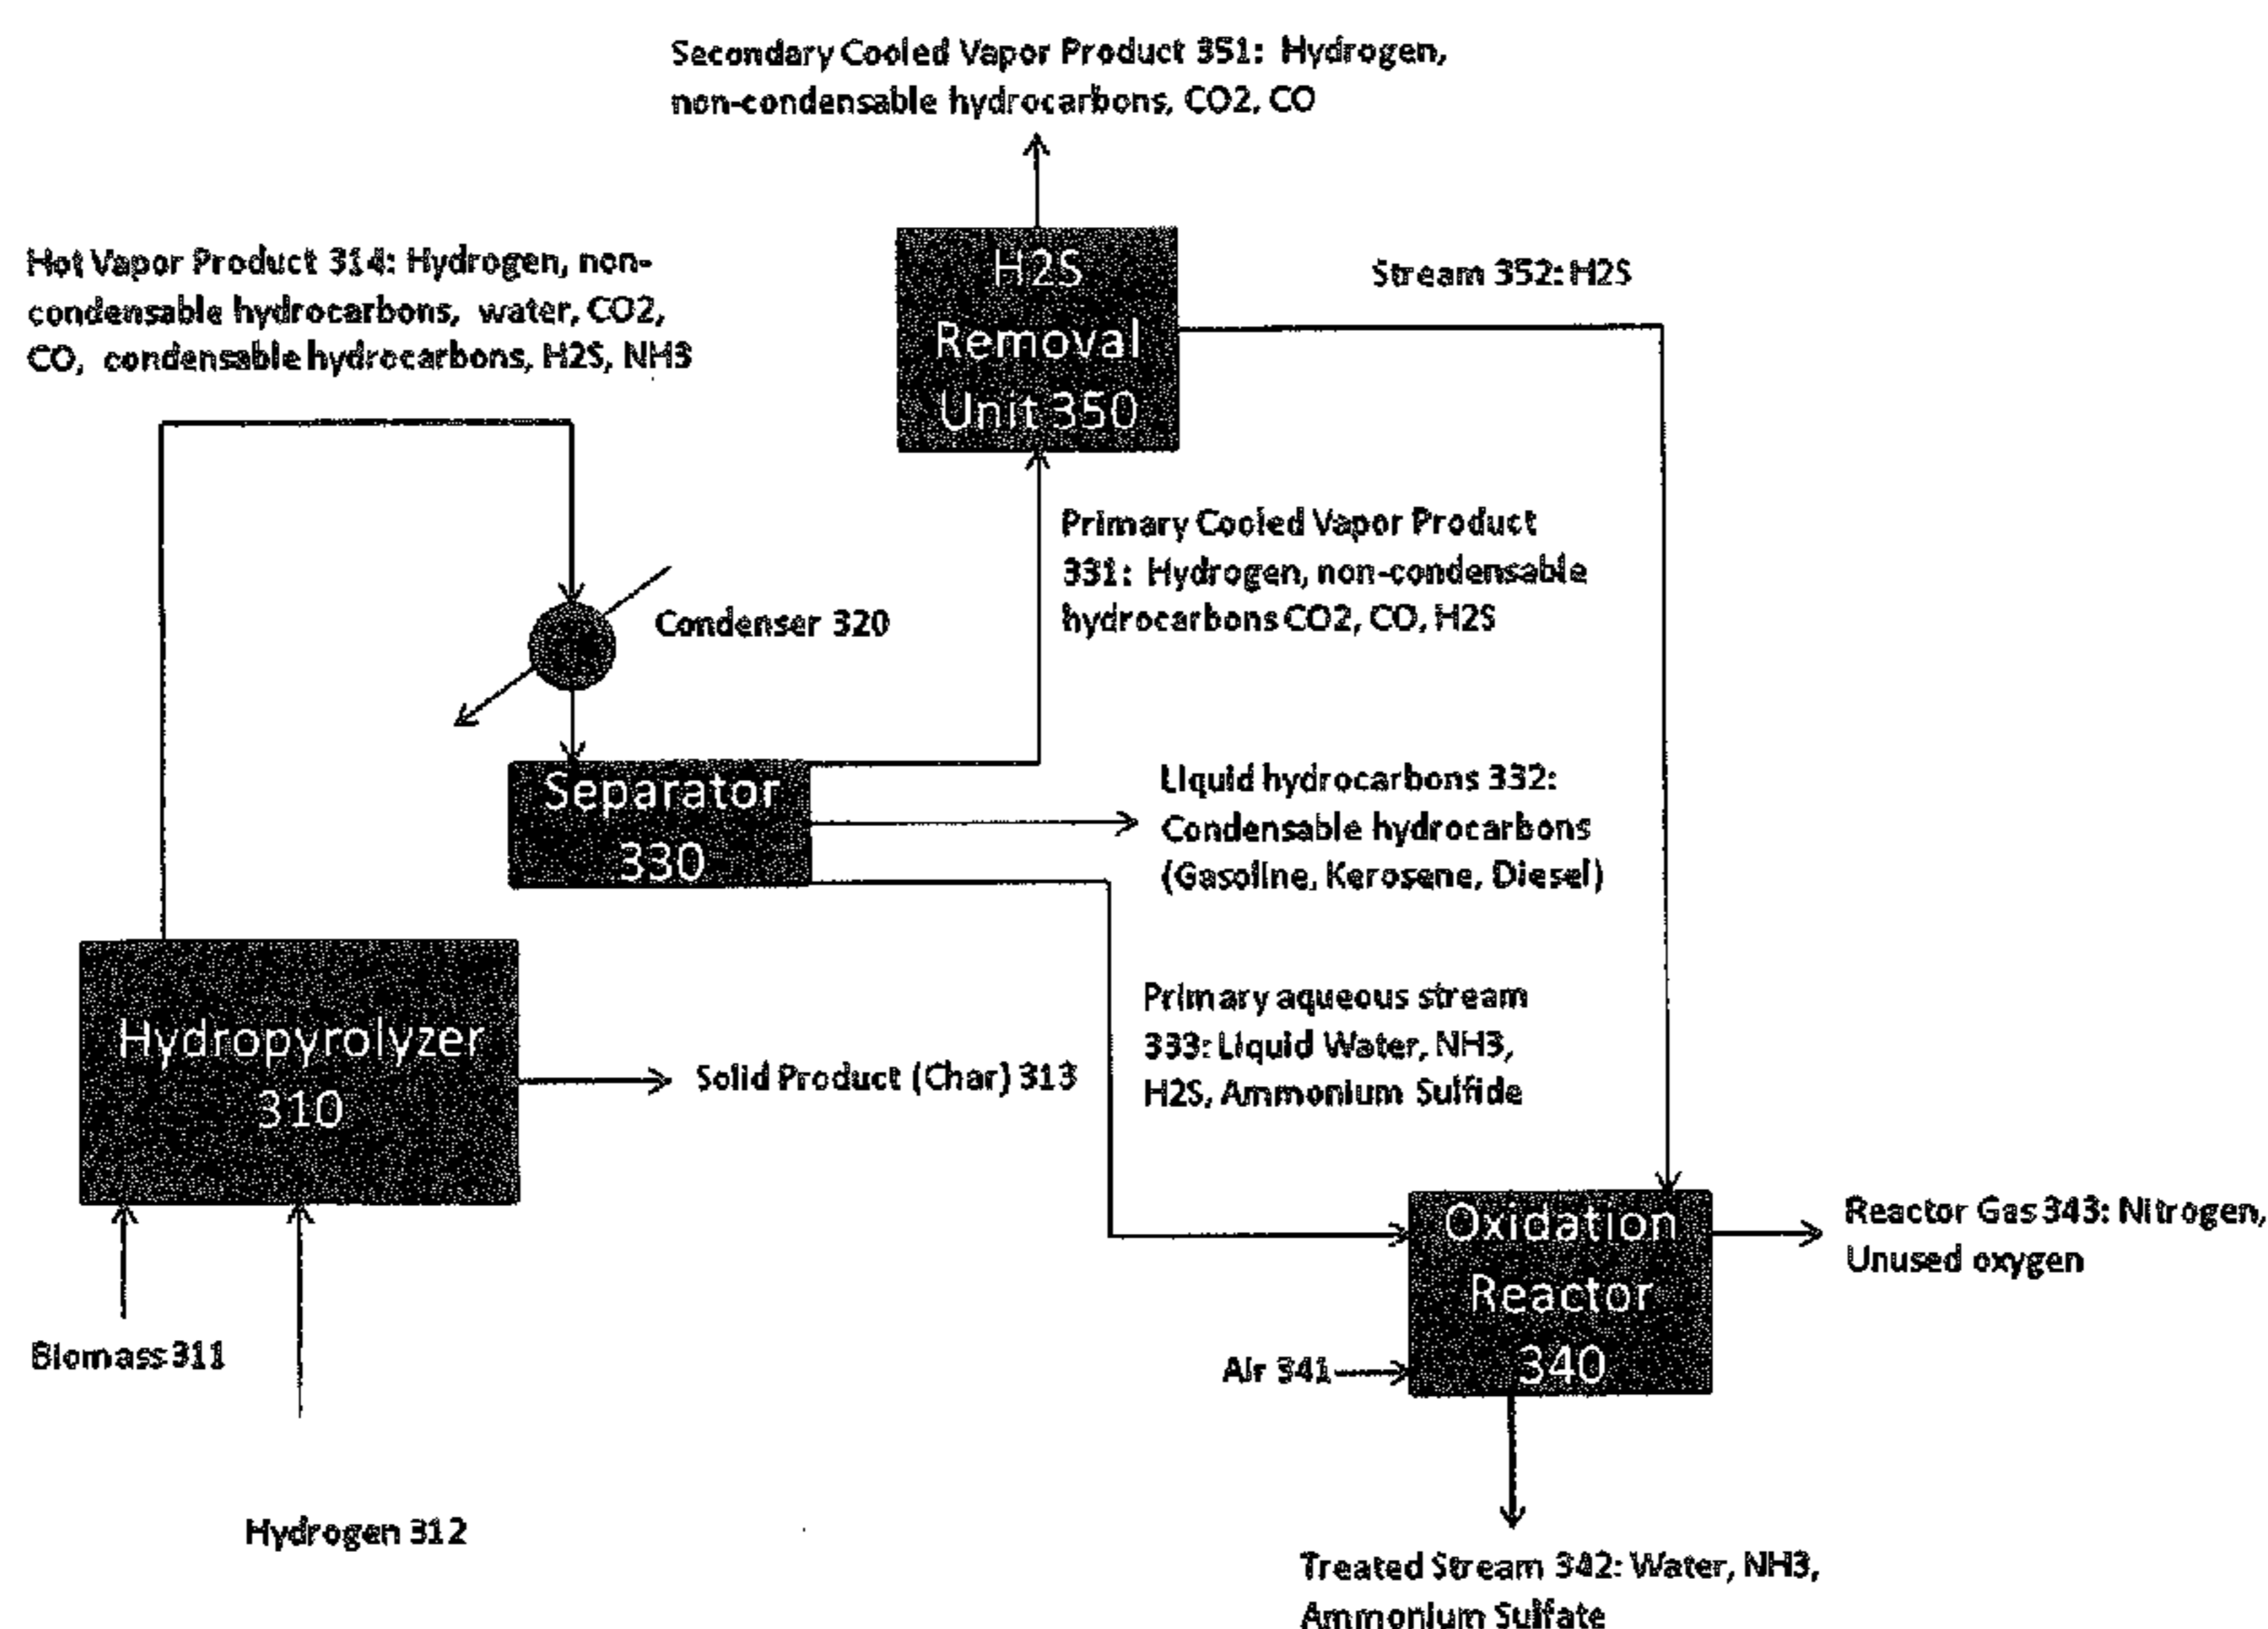 Secondary Cooled Vapor Product 351: Hydrogen,
non-condensable hydrocarbons, CO2, CO
Hot Vapor Product 314: Hydrogen, non-
condensable hydrocarbons, water, CO2,
CO, condensable hydrocarbons, H2S, NH3
H2S
Removal
Unit 350
Stream 352: H2S
Primary Cooled Vapor Product
331: Hydrogen, non-condensable
hydrocarbons CO2, CO, H2S
Condenser 320
Separator
330
Liquid hydrocarbons 332:
Condensable hydrocarbons
(Gasoline, Kerosene, Diesel)
Hydropyrolyzer
310
Solid Product (Char) 313
Primary aqueous stream
333: Liquid Water, NH3,
H2S, Ammonium Sulfide
Oxidation
Reactor
340
Reactor Gas 343: Nitrogen,
Unused oxygen
Biomass 311
Air 341
Hydrogen 312
Treated Stream 342: Water, NH3,
Ammonium Sulfate